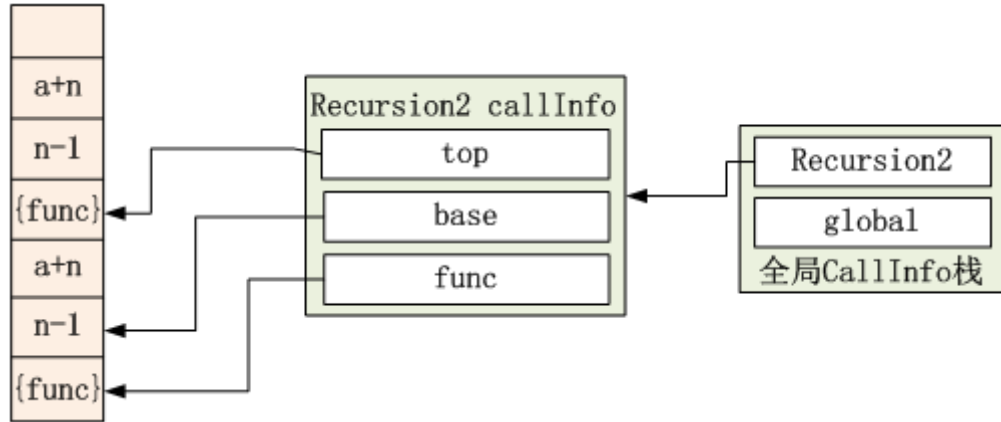 a+n
n-1
{func}
a+n
n-1
{func}
Recursion2 callInfo
top
base
func
Recursion2
global
全局CallInfo栈